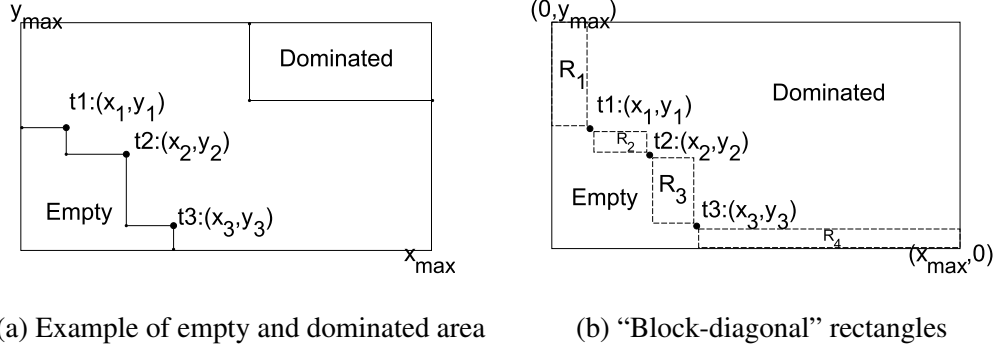 y_max
Dominated
t1:(x_1,y_1)
t2:(x_2,y_2)
Empty
t3:(x_3,y_3)
x_max
(a) Example of empty and dominated area
(0,y_max)
R_1
Dominated
t1:(x_1,y_1)
R_2
t2:(x_2,y_2)
Empty
R_3
t3:(x_3,y_3)
R_4
(x_max,0)
(b) “Block-diagonal” rectangles